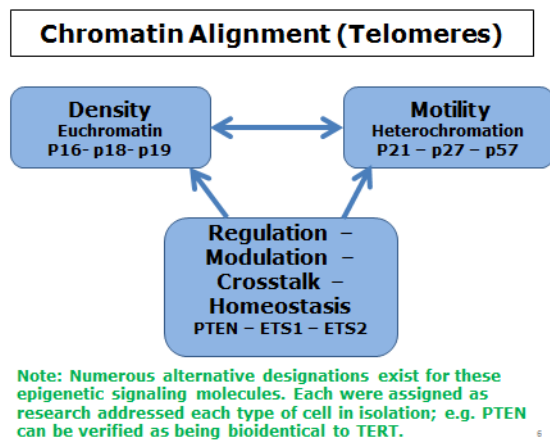 Chromatin Alignment (Telomeres)
Density
Euchromatin
P16- p18- p19
Motility
Heterochromation
P21 – p27 – p57
Regulation –
Modulation –
Crosstalk –
Homeostasis
PTEN – ETS1 – ETS2
Note: Numerous alternative designations exist for these
epigenetic signaling molecules. Each were assigned as
research addressed each type of cell in isolation; e.g. PTEN
can be verified as being bioidentical to TERT.
6